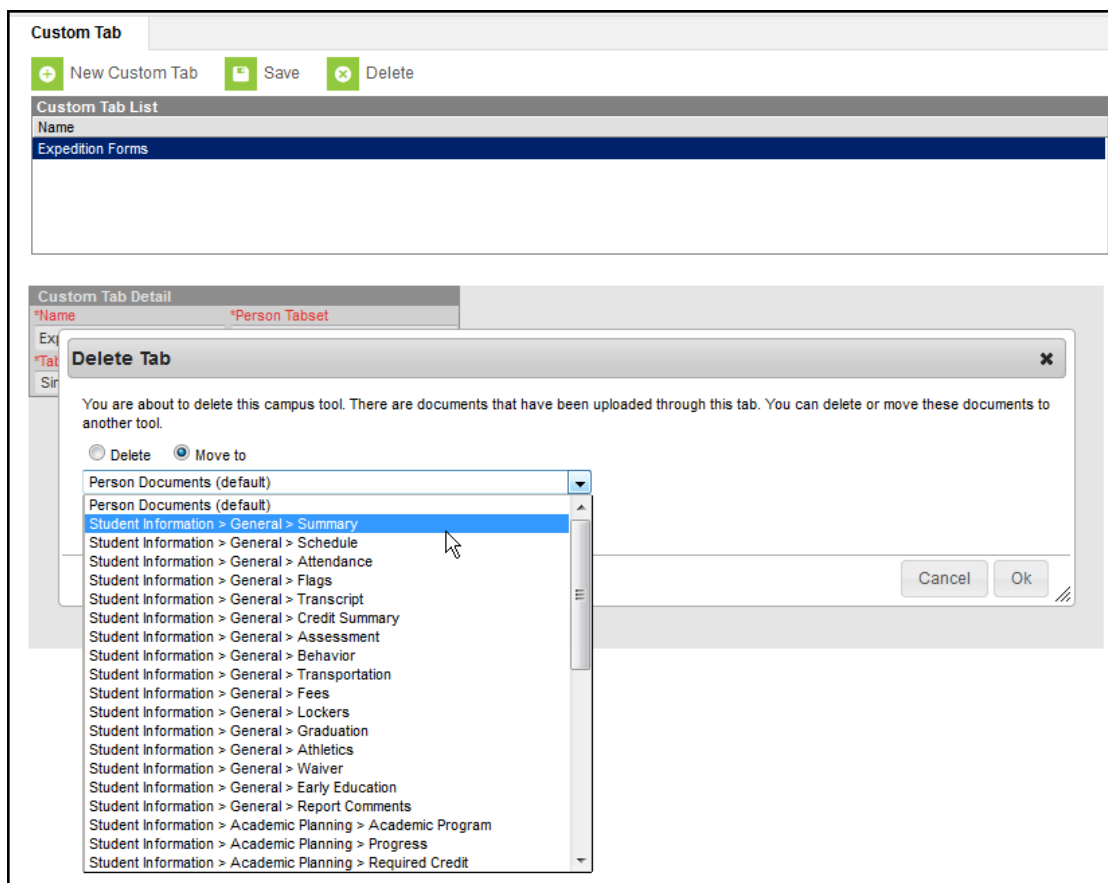 Custom Tab
New Custom Tab Save Delete
Custom Tab List
Name
Expedition Forms
Custom Tab Detail
*Name *Person Tabset
Delete Tab
You are about to delete this campus tool. There are documents that have been uploaded through this tab. You can delete or move these documents to
another tool.
Delete Move to
Person Documents (default)
Person Documents (default)
Student Information > General > Summary
Student Information > General > Schedule
Student Information > General > Attendance
Student Information > General > Flags
Student Information > General > Transcript
Student Information > General > Credit Summary
Student Information > General > Assessment
Student Information > General > Behavior
Student Information > General > Transportation
Student Information > General > Fees
Student Information > General > Lockers
Student Information > General > Graduation
Student Information > General > Athletics
Student Information > General > Waiver
Student Information > General > Early Education
Student Information > General > Report Comments
Student Information > Academic Planning > Academic Program
Student Information > Academic Planning > Progress
Student Information > Academic Planning > Required Credit
Cancel Ok